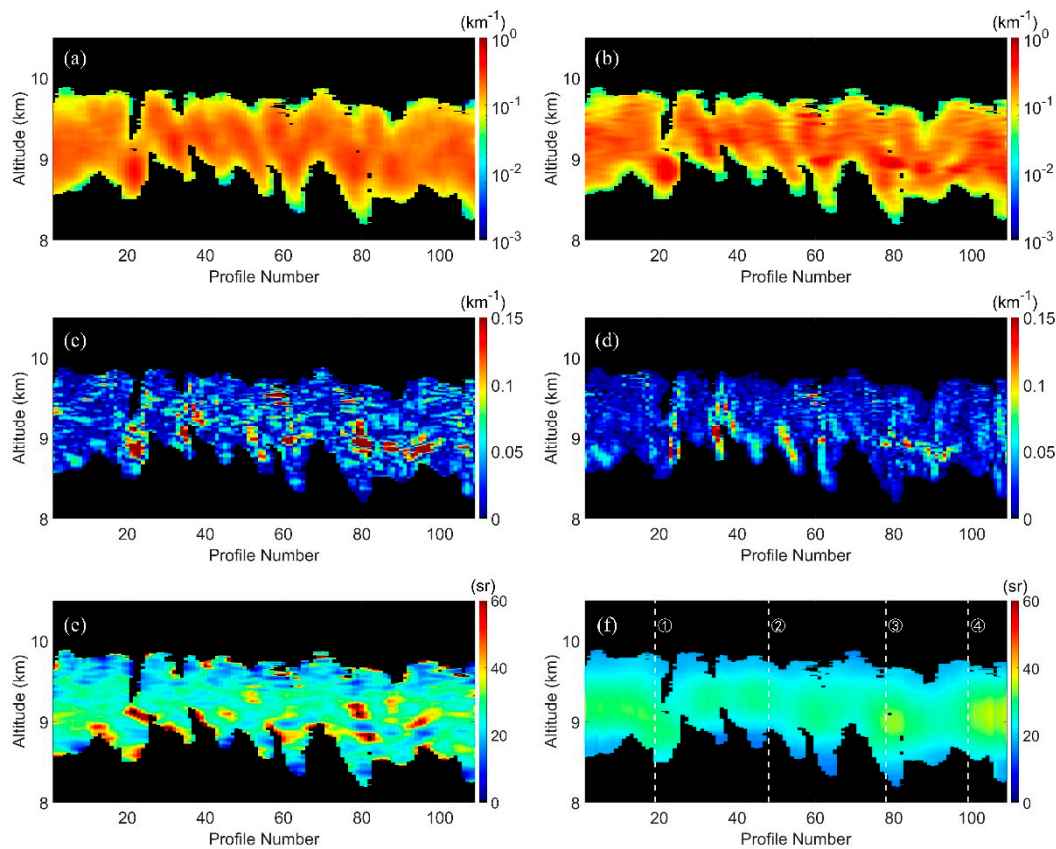 (km⁻¹)
(a)
10
9
8
Altitude (km)
20 40 60 80 100
Profile Number
10⁰
10⁻¹
10⁻²
10⁻³
(km⁻¹)
(b)
10
9
8
Altitude (km)
20 40 60 80 100
Profile Number
10⁰
10⁻¹
10⁻²
10⁻³
(km⁻¹)
(c)
10
9
8
Altitude (km)
20 40 60 80 100
Profile Number
0.15
0.1
0.05
0
(km⁻¹)
(d)
10
9
8
Altitude (km)
20 40 60 80 100
Profile Number
0.15
0.1
0.05
0
(sr)
(e)
10
9
8
Altitude (km)
20 40 60 80 100
Profile Number
60
40
20
0
(sr)
(f) ① ② ③ ④
10
9
8
Altitude (km)
20 40 60 80 100
Profile Number
60
40
20
0